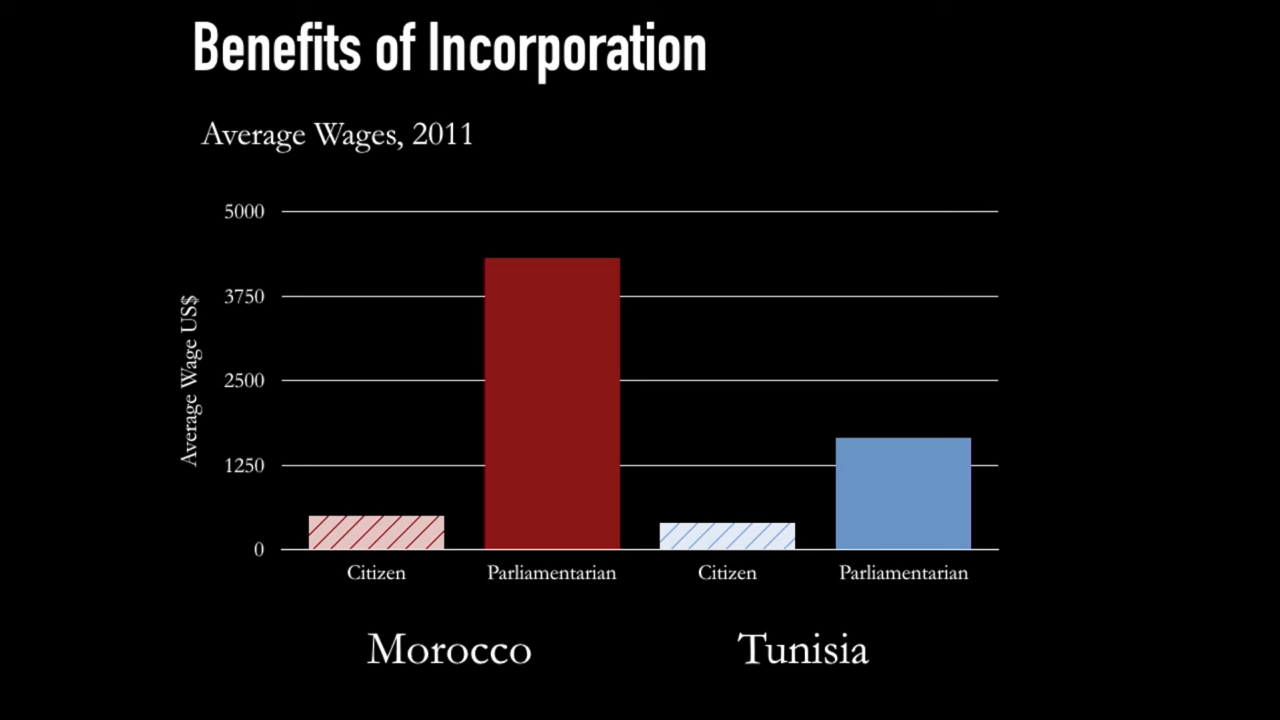 Benefits of Incorporation
Average Wages, 2011
Average Wage US$
5000
3750
2500
1250
0
Citizen Parliamentarian Citizen Parliamentarian
Morocco Tunisia